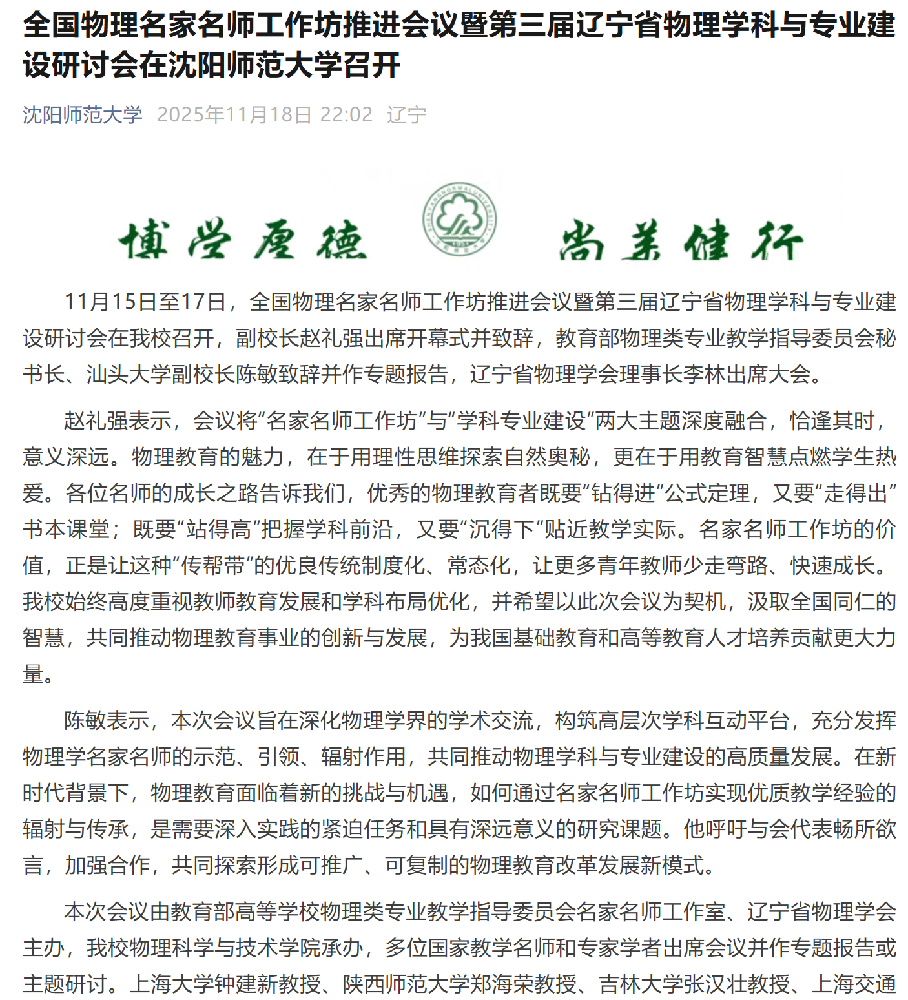 全国物理名家名师工作坊推进会议暨第三届辽宁省物理学科与专业建
设研讨会在沈阳师范大学召开
沈阳师范大学 2025年11月18日 22:02 辽宁
博学厚德
SHENYANG NORMAL UNIVERSITY
1951
沈阳师范大学
尚美健行
11月15日至17日，全国物理名家名师工作坊推进会议暨第三届辽宁省物理学科与专业建
设研讨会在我校召开，副校长赵礼强出席开幕式并致辞，教育部物理类专业教学指导委员会秘
书长、汕头大学副校长陈敏致辞并作专题报告，辽宁省物理学会理事长李林出席大会。
赵礼强表示，会议将“名家名师工作坊”与“学科专业建设”两大主题深度融合，恰逢其时，
意义深远。物理教育的魅力，在于用理性思维探索自然奥秘，更在于用教育智慧点燃学生热
爱。各位名师的成长之路告诉我们，优秀的物理教育者既要“钻得进”公式定理，又要“走得出”
书本课堂；既要“站得高”把握学科前沿，又要“沉得下”贴近教学实际。名家名师工作坊的价
值，正是让这种“传帮带”的优良传统制度化、常态化，让更多青年教师少走弯路、快速成长。
我校始终高度重视教师教育发展和学科布局优化，并希望以此次会议为契机，汲取全国同仁的
智慧，共同推动物理教育事业的创新与发展，为我国基础教育和高等教育人才培养贡献更大力
量。
陈敏表示，本次会议旨在深化物理学界的学术交流，构筑高层次学科互动平台，充分发挥
物理学名家名师的示范、引领、辐射作用，共同推动物理学科与专业建设的高质量发展。在新
时代背景下，物理教育面临着新的挑战与机遇，如何通过名家名师工作坊实现优质教学经验的
辐射与传承，是需要深入实践的紧迫任务和具有深远意义的研究课题。他呼吁与会代表畅所欲
言，加强合作，共同探索形成可推广、可复制的物理教育改革发展新模式。
本次会议由教育部高等学校物理类专业教学指导委员会名家名师工作室、辽宁省物理学会
主办，我校物理科学与技术学院承办，多位国家教学名师和专家学者出席会议并作专题报告或
主题研讨。上海大学钟建新教授、陕西师范大学郑海荣教授、吉林大学张汉壮教授、上海交通